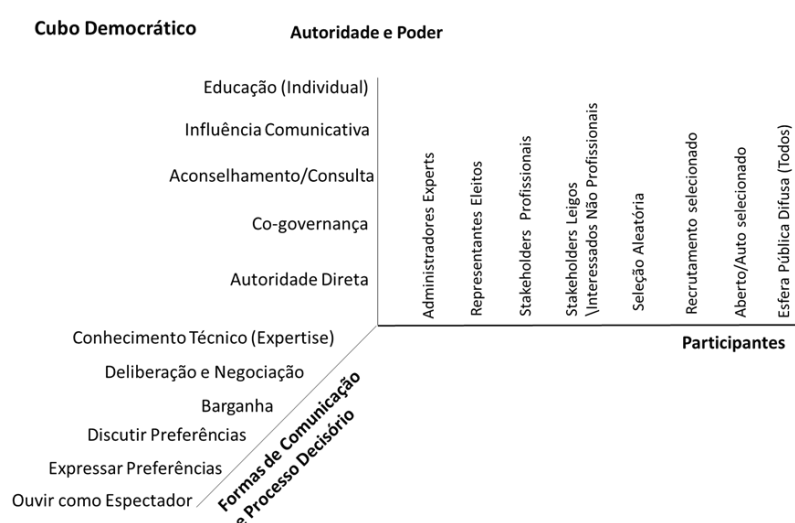 Cubo Democrático
Autoridade e Poder
Educação (Individual)
Influência Comunicativa
Aconselhamento/Consulta
Co-governança
Autoridade Direta
Administradores Experts
Representantes Eleitos
Stakeholders Profissionais
Stakeholders Leigos
\Interessados Não Profissionais
Seleção Aleatória
Recrutamento selecionado
Aberto/Auto selecionado
Esfera Pública Difusa (Todos)
Participantes
Conhecimento Técnico (Expertise)
Deliberação e Negociação
Barganha
Discutir Preferências
Expressar Preferências
Ouvir como Espectador
Formas de Comunicação
e Processo Decisório